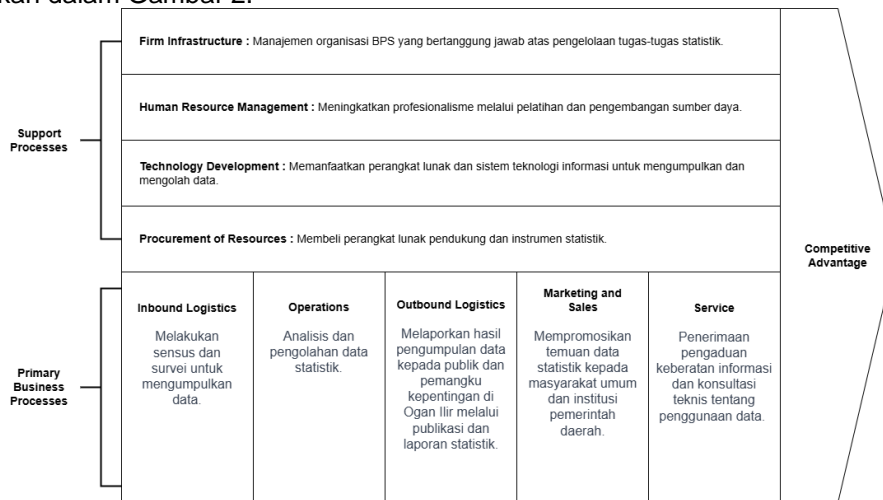 kan dalam Gambar 2.
Firm Infrastructure : Manajemen organisasi BPS yang bertanggung jawab atas pengelolaan tugas-tugas statistik.
Human Resource Management : Meningkatkan profesionalisme melalui pelatihan dan pengembangan sumber daya.
Support
Processes
Technology Development : Memanfaatkan perangkat lunak dan sistem teknologi informasi untuk mengumpulkan dan
mengolah data.
Procurement of Resources : Membeli perangkat lunak pendukung dan instrumen statistik.
Competitive
Advantage
Primary
Business
Processes
Inbound Logistics
Melakukan
sensus dan
survei untuk
mengumpulkan
data.
Operations
Analisis dan
pengolahan data
statistik.
Outbound Logistics
Melaporkan hasil
pengumpulan data
kepada publik dan
pemangku
kepentingan di
Ogan Ilir melalui
publikasi dan
laporan statistik.
Marketing and
Sales
Mempromosikan
temuan data
statistik kepada
masyarakat umum
dan institusi
pemerintah
daerah.
Service
Penerimaan
pengaduan
keberatan informasi
dan konsultasi
teknis tentang
penggunaan data.